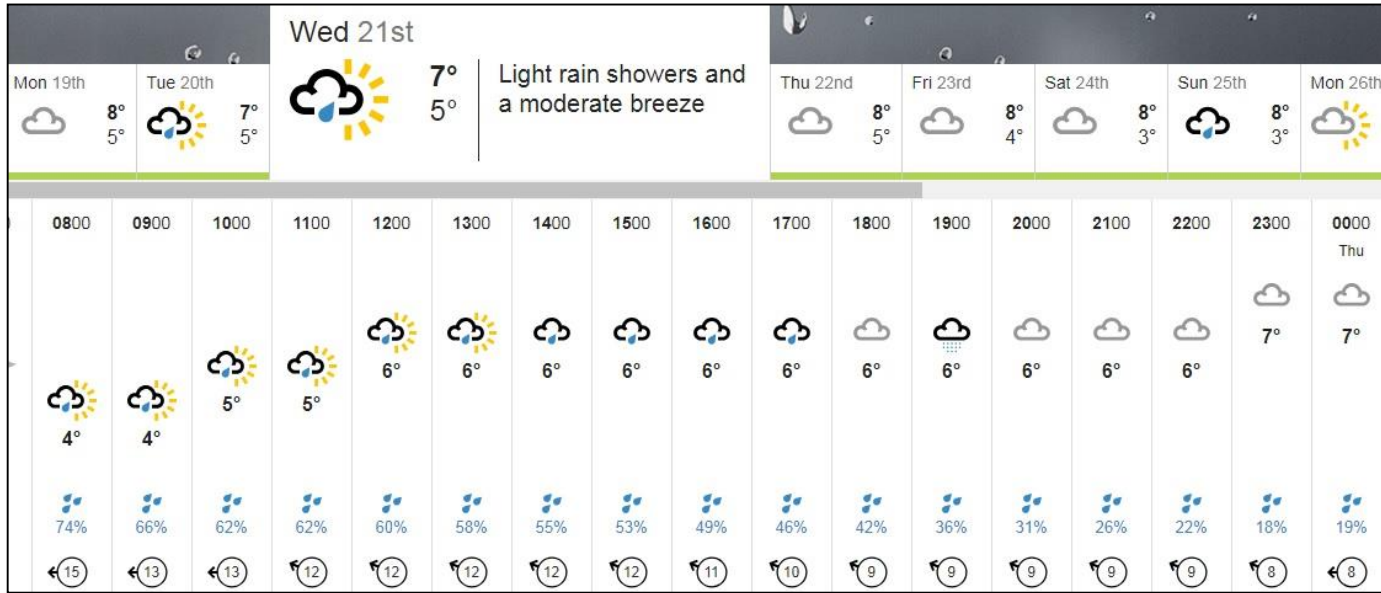 Wed 21st
7°
5°
Light rain showers and
a moderate breeze
Mon 19th
8°
5°
Tue 20th
7°
5°
Thu 22nd
8°
5°
Fri 23rd
8°
4°
Sat 24th
8°
3°
Sun 25th
8°
3°
Mon 26th
0800 0900 1000 1100 1200 1300 1400 1500 1600 1700 1800 1900 2000 2100 2200 2300 0000
Thu
7° 7°
6° 6° 6° 6° 6° 6° 6° 6° 6° 6° 6°
5° 5°
4° 4°
74% 66% 62% 62% 60% 58% 55% 53% 49% 46% 42% 36% 31% 26% 22% 18% 19%
15 13 13 12 12 12 12 12 11 10 9 9 9 9 9 8 8